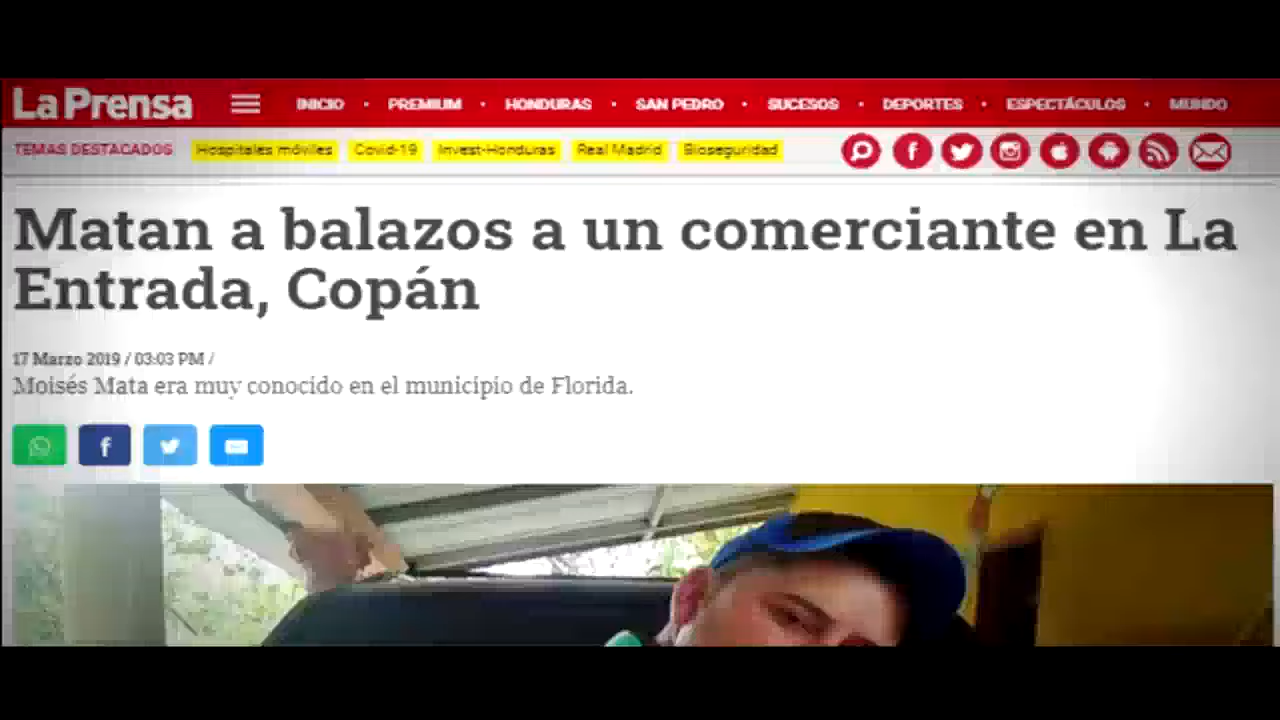 La Prensa
INICIO · PREMIUM · HONDURAS · SAN PEDRO · SUCESOS · DEPORTES · ESPECTÁCULOS · MUNDO
TEMAS DESTACADOS Hospitales móviles Covid-19 Invest-Honduras Real Madrid Bioseguridad
Matan a balazos a un comerciante en La
Entrada, Copán
17 Marzo 2019 / 03:03 PM /
Moisés Mata era muy conocido en el municipio de Florida.